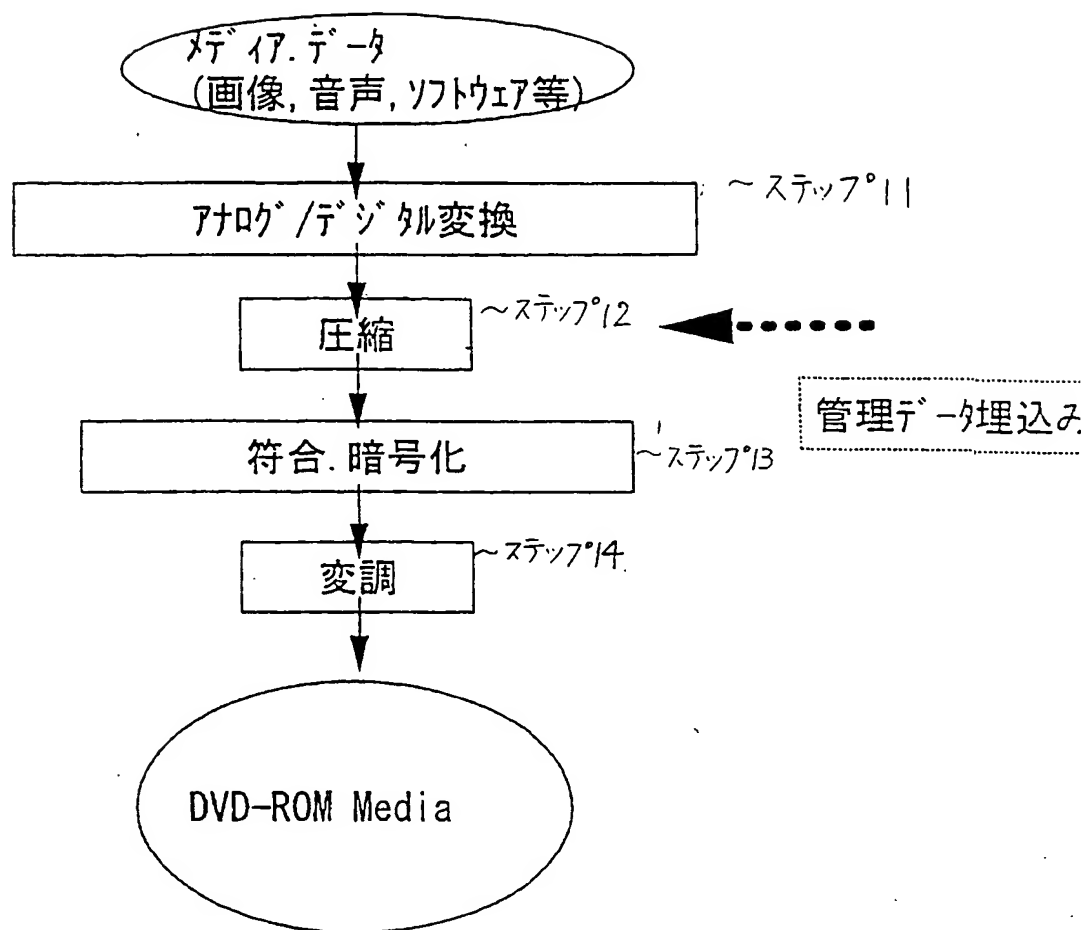 ﾒﾃﾞｨｱ.ﾃﾞｰﾀ
(画像,音声,ｿﾌﾄｳｪｱ等)
～ステップ11
ｱﾅﾛｸﾞ/ﾃﾞｼﾞﾀﾙ変換
～ステップ12
圧縮
管理ﾃﾞｰﾀ埋込み
符合.暗号化
～ステップ13
～ステップ14.
変調
DVD-ROM Media